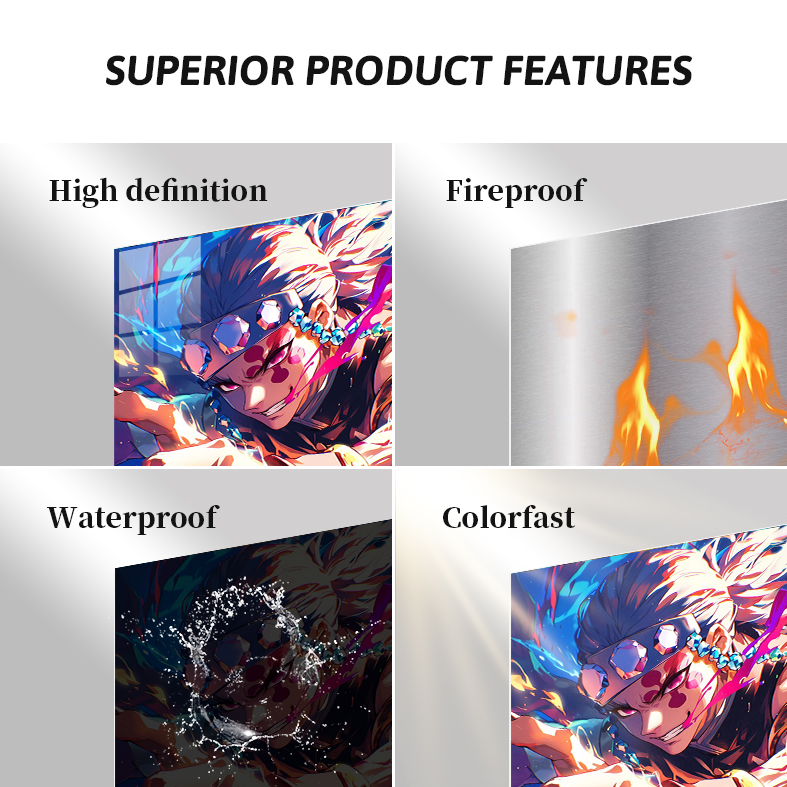 SUPERIOR PRODUCT FEATURES
High definition
Fireproof
Waterproof
Colorfast